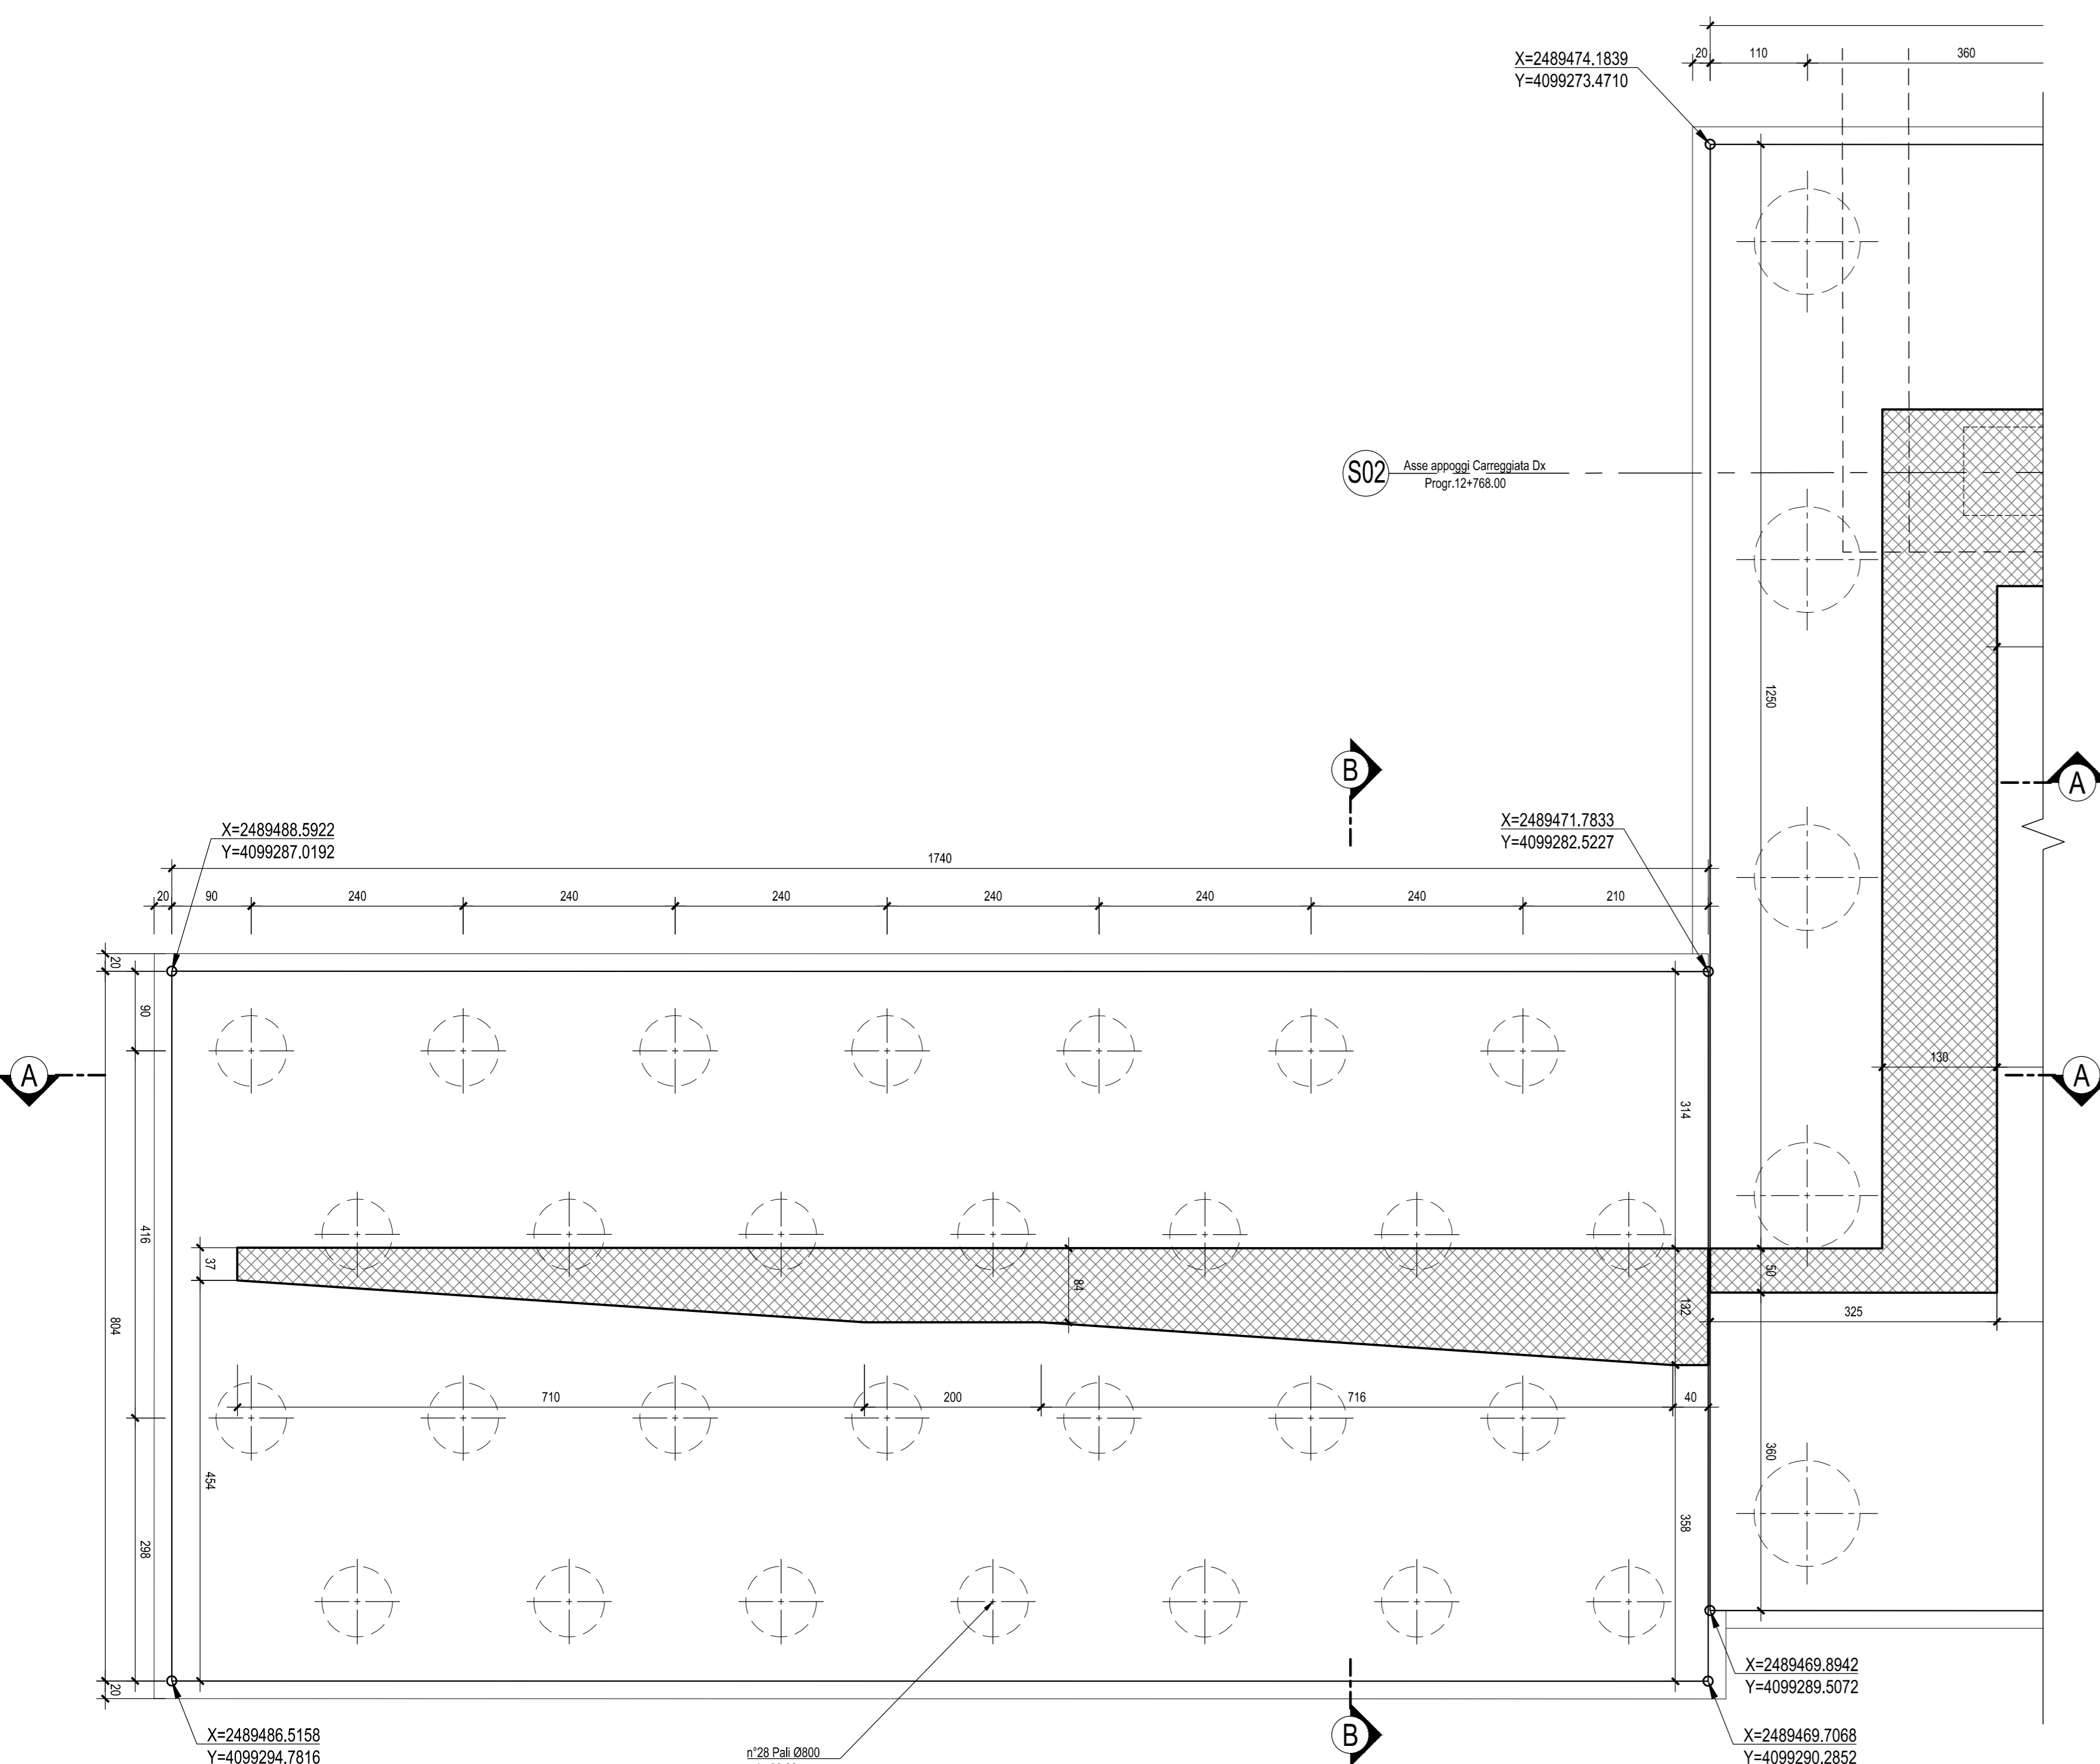 20
110
360
X=2489474.1839
Y=4099273.4710
S02
Asse appoggi Carreggiata Dx
Progr.12+768.00
1250
B
A
X=2489488.5922
Y=4099287.0192
X=2489471.7833
Y=4099282.5227
1740
20
90
240
240
240
240
240
240
210
20
90
A
130
A
314
416
37
84
50
132
325
804
710
200
716
40
360
454
358
298
20
X=2489469.8942
Y=4099289.5072
X=2489486.5158
Y=4099294.7816
n°28 Pali Ø800
B
X=2489469.7068
Y=4099290.2852